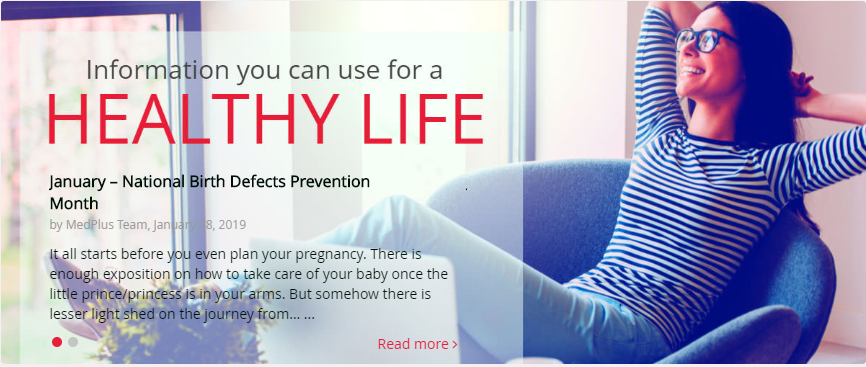 Information you can use for a
HEALTHY LIFE
January – National Birth Defects Prevention
Month
by MedPlus Team, January 8, 2019
It all starts before you even plan your pregnancy. There is
enough exposition on how to take care of your baby once the
little prince/princess is in your arms. But somehow there is
lesser light shed on the journey from... ...
Read more ›